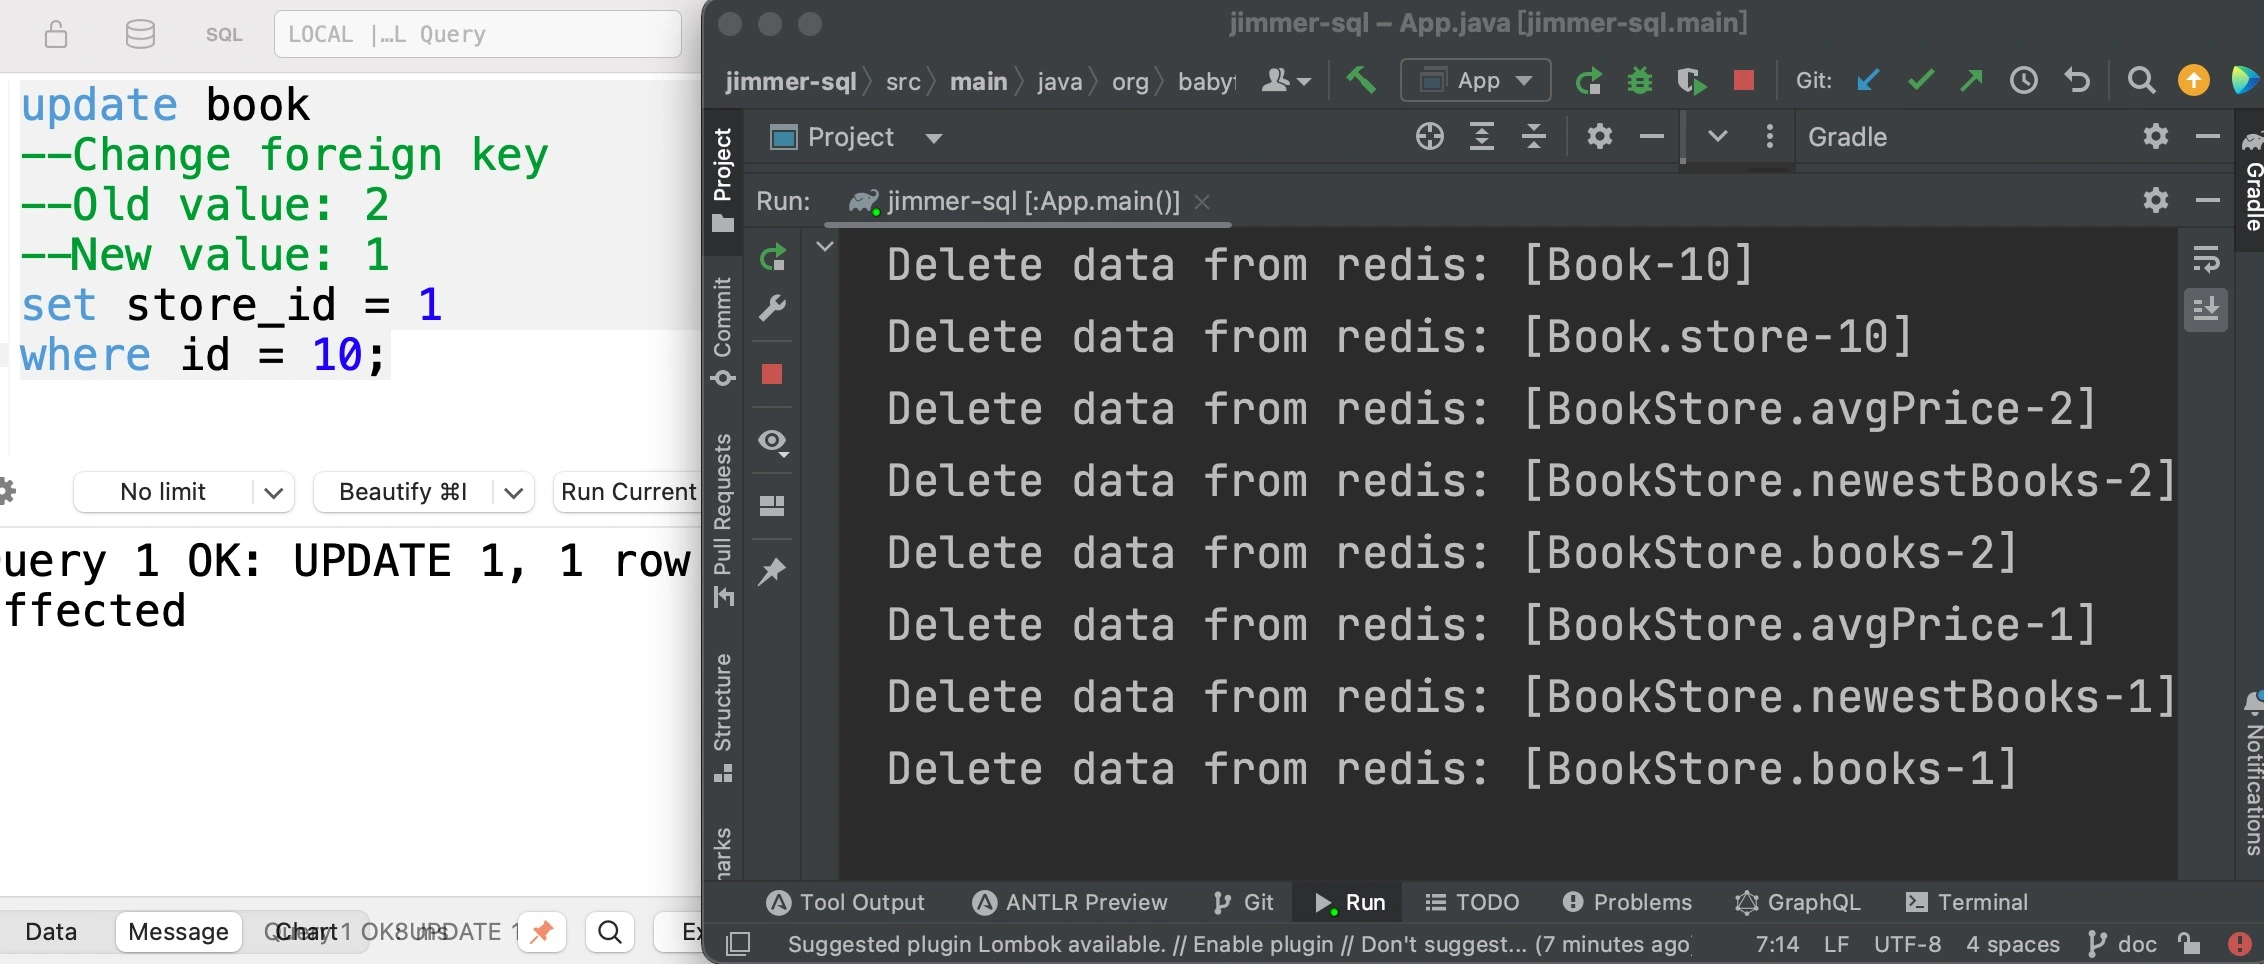 SQL
LOCAL |…L Query
update book
--Change foreign key
--Old value: 2
--New value: 1
set store_id = 1
where id = 10;
No limit
Beautify ⌘I
Run Current
uery 1 OK: UPDATE 1, 1 row
ffected
Data
Message
Chart
jimmer-sql – App.java [jimmer-sql.main]
jimmer-sql src main java org babyf
App
Git:
Project
Gradle
Run: jimmer-sql [:App.main()]
Delete data from redis: [Book-10]
Delete data from redis: [Book.store-10]
Delete data from redis: [BookStore.avgPrice-2]
Delete data from redis: [BookStore.newestBooks-2]
Delete data from redis: [BookStore.books-2]
Delete data from redis: [BookStore.avgPrice-1]
Delete data from redis: [BookStore.newestBooks-1]
Delete data from redis: [BookStore.books-1]
Project
Commit
Pull Requests
Structure
arks
Gradle
Notifications
Tool Output
ANTLR Preview
Git
Run
TODO
Problems
GraphQL
Terminal
Suggested plugin Lombok available. // Enable plugin // Don't suggest... (7 minutes ago)
7:14 LF UTF-8 4 spaces doc